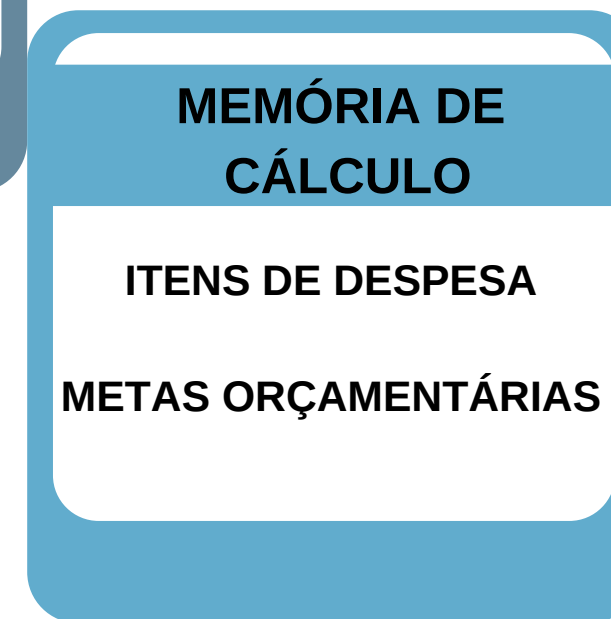 MEMÓRIA DE
CÁLCULO
ITENS DE DESPESA
METAS ORÇAMENTÁRIAS